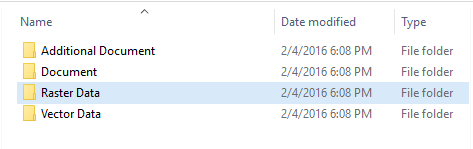 Name Date modified Type
Additional Document 2/4/2016 6:08 PM File folder
Document 2/4/2016 6:08 PM File folder
Raster Data 2/4/2016 6:08 PM File folder
Vector Data 2/4/2016 6:08 PM File folder